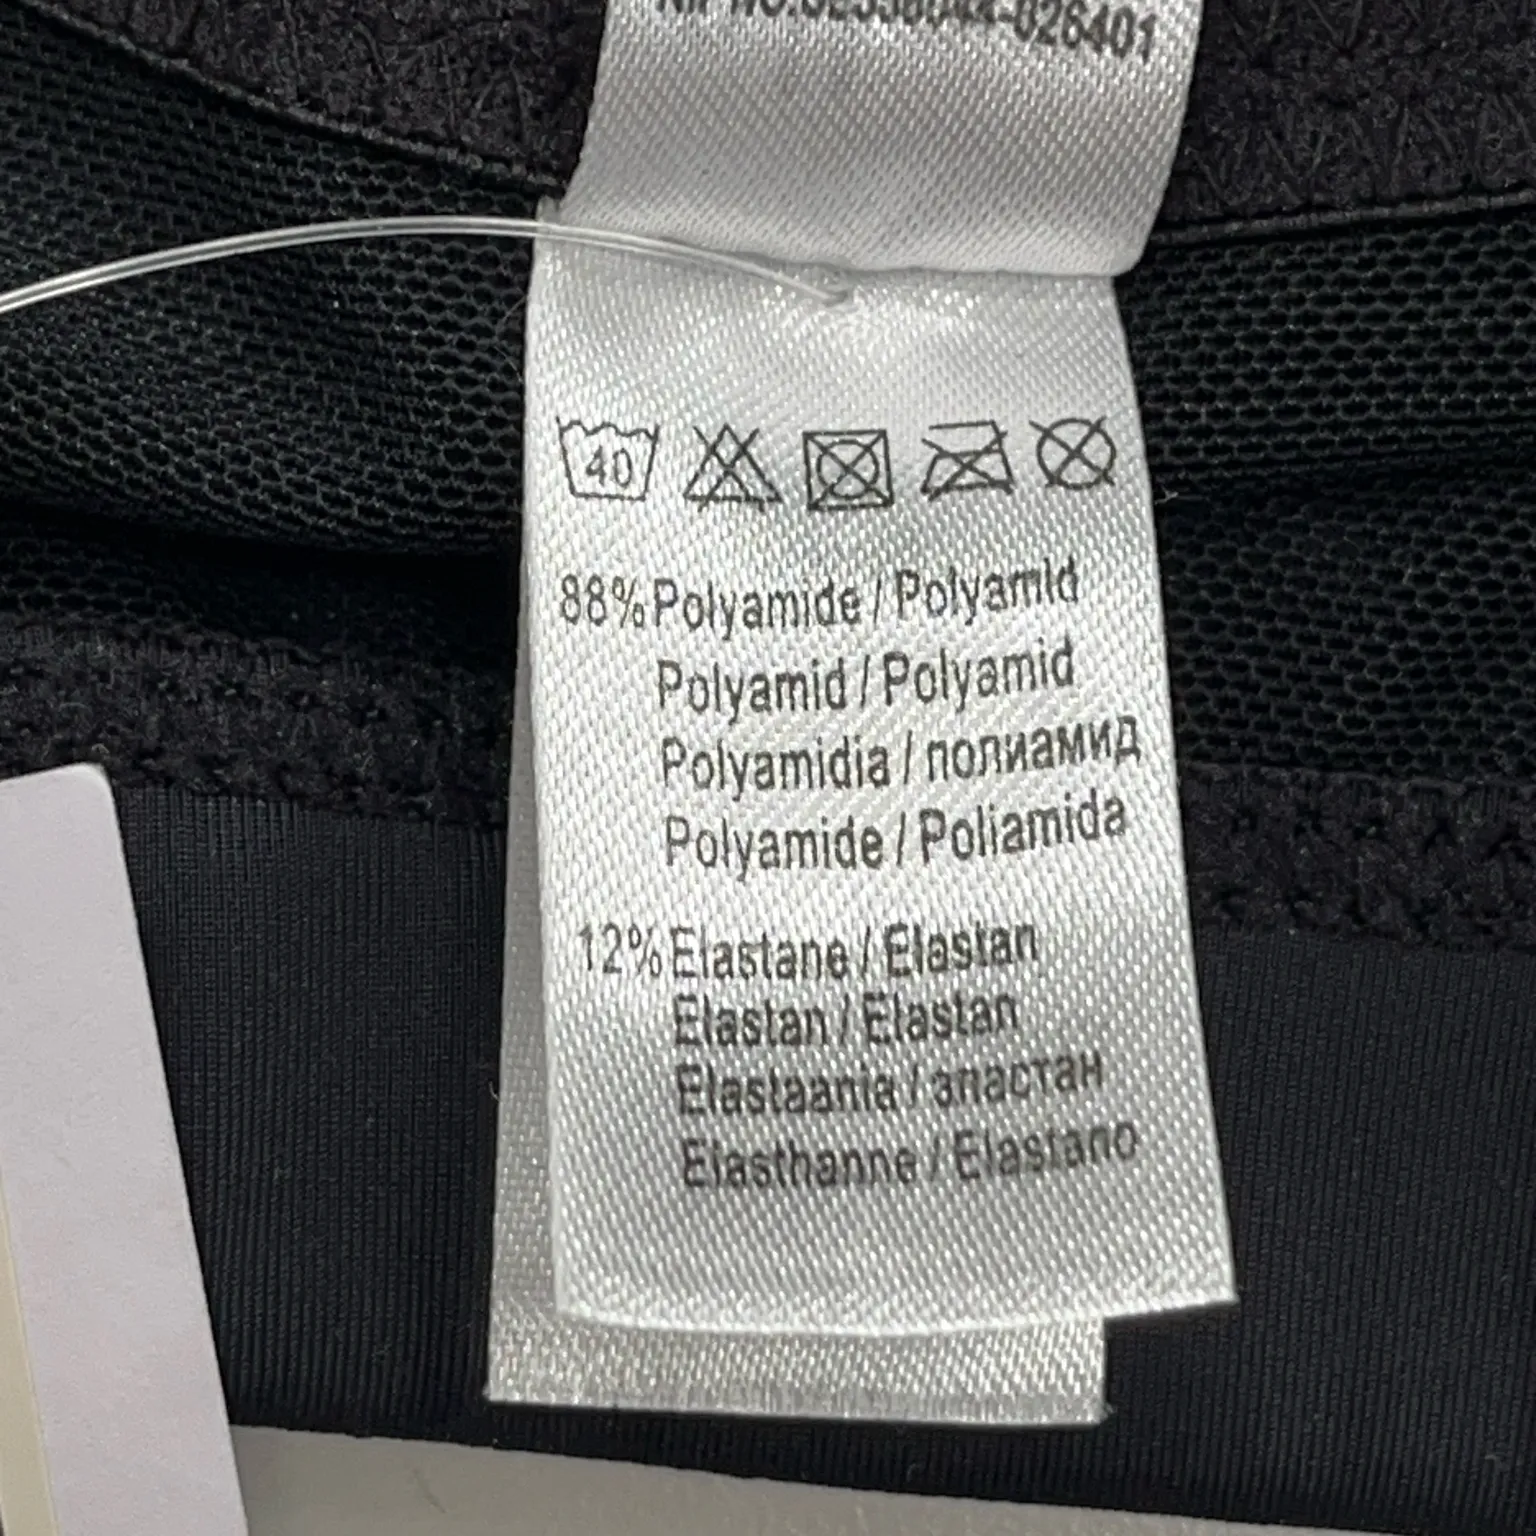 026401
40
88% Polyamide / Polyamid
Polyamid / Polyamid
Polyamidia / полиамид
Polyamide / Poliamida
12% Elastane / Elastan
Elastan / Elastan
Elastaania / эластан
Elasthanne / Elastano